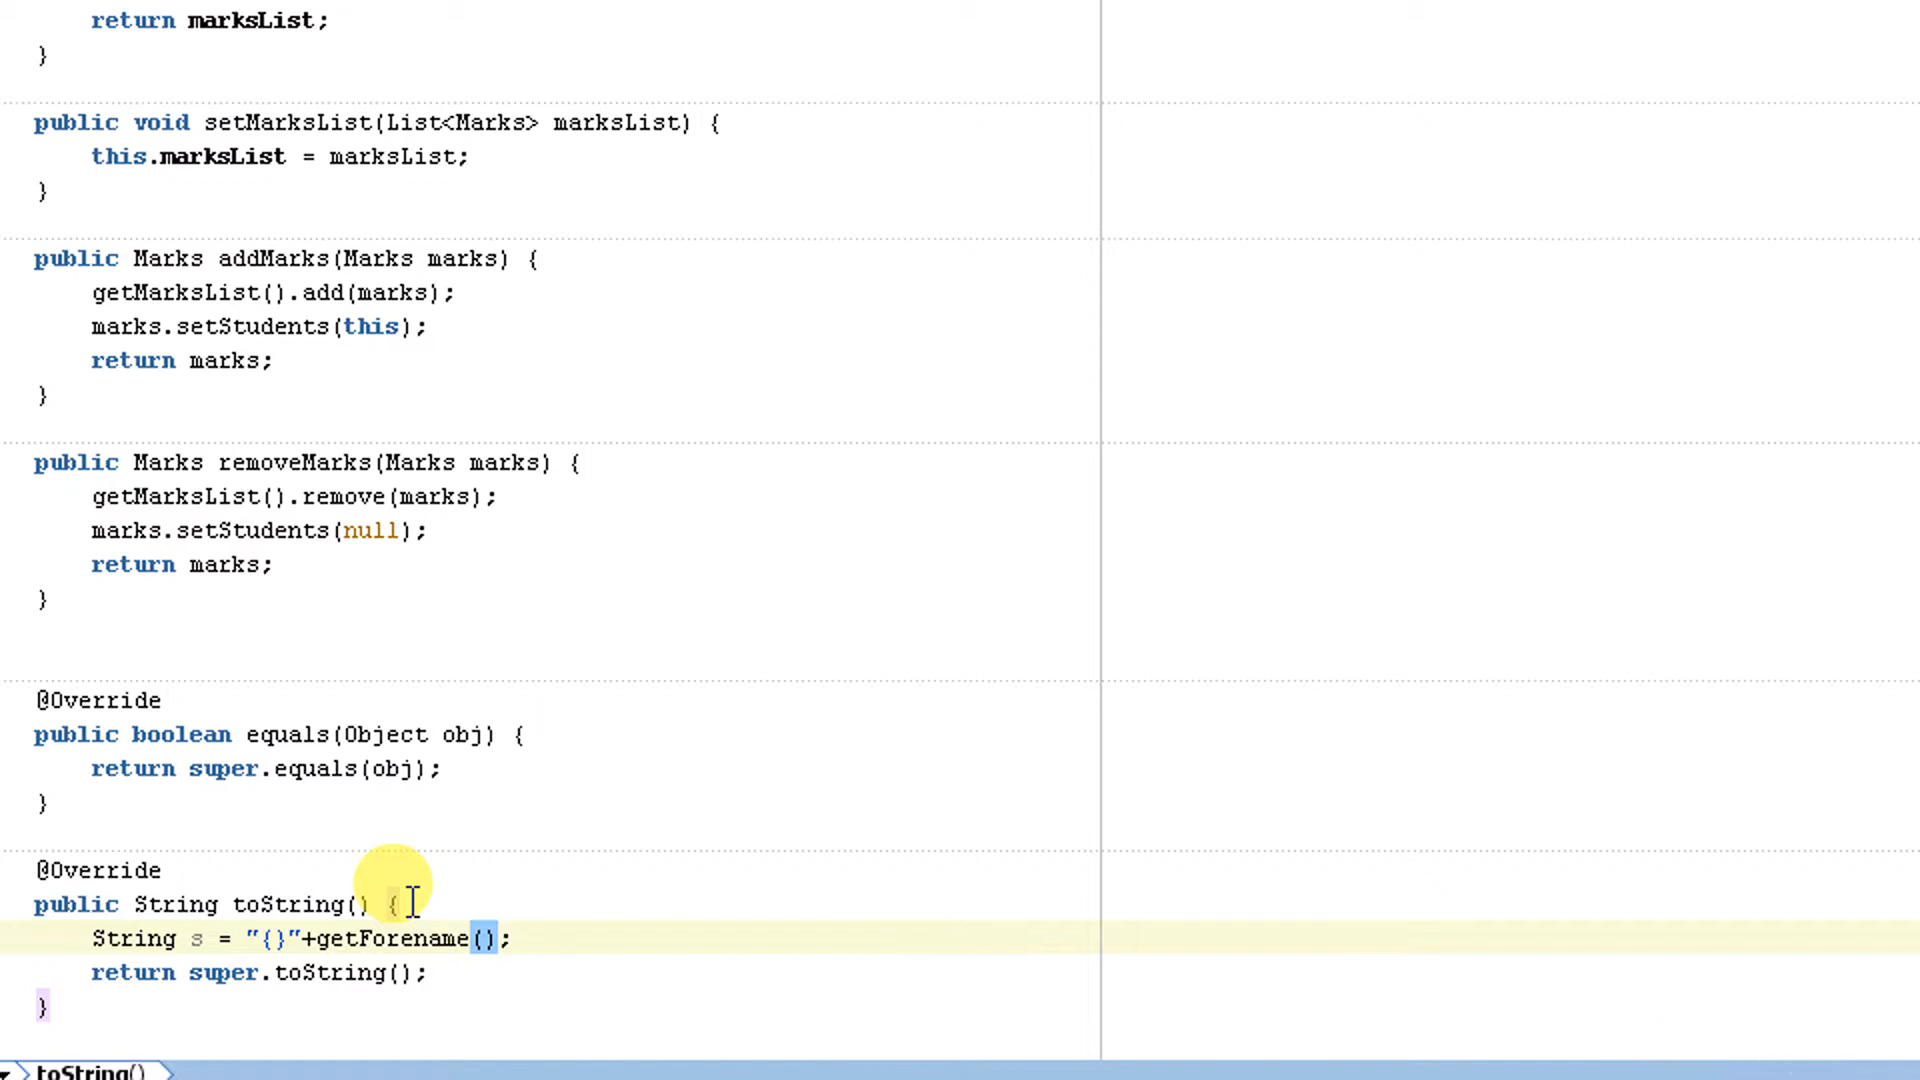 return marksList;
}
public void setMarksList(List<Marks> marksList) {
this.marksList = marksList;
}
public Marks addMarks(Marks marks) {
getMarksList().add(marks);
marks.setStudents(this);
return marks;
}
public Marks removeMarks(Marks marks) {
getMarksList().remove(marks);
marks.setStudents(null);
return marks;
}
@Override
public boolean equals(Object obj) {
return super.equals(obj);
}
@Override
public String toString() {
String s = "{}"+getForename();
return super.toString();
}
toString()